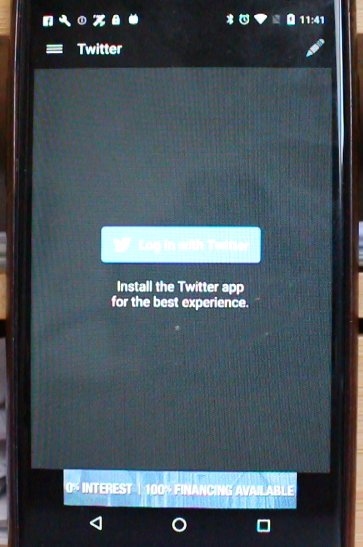 11:41
Twitter
Log in with Twitter
Install the Twitter app
for the best experience.
0% INTEREST | 100% FINANCING AVAILABLE